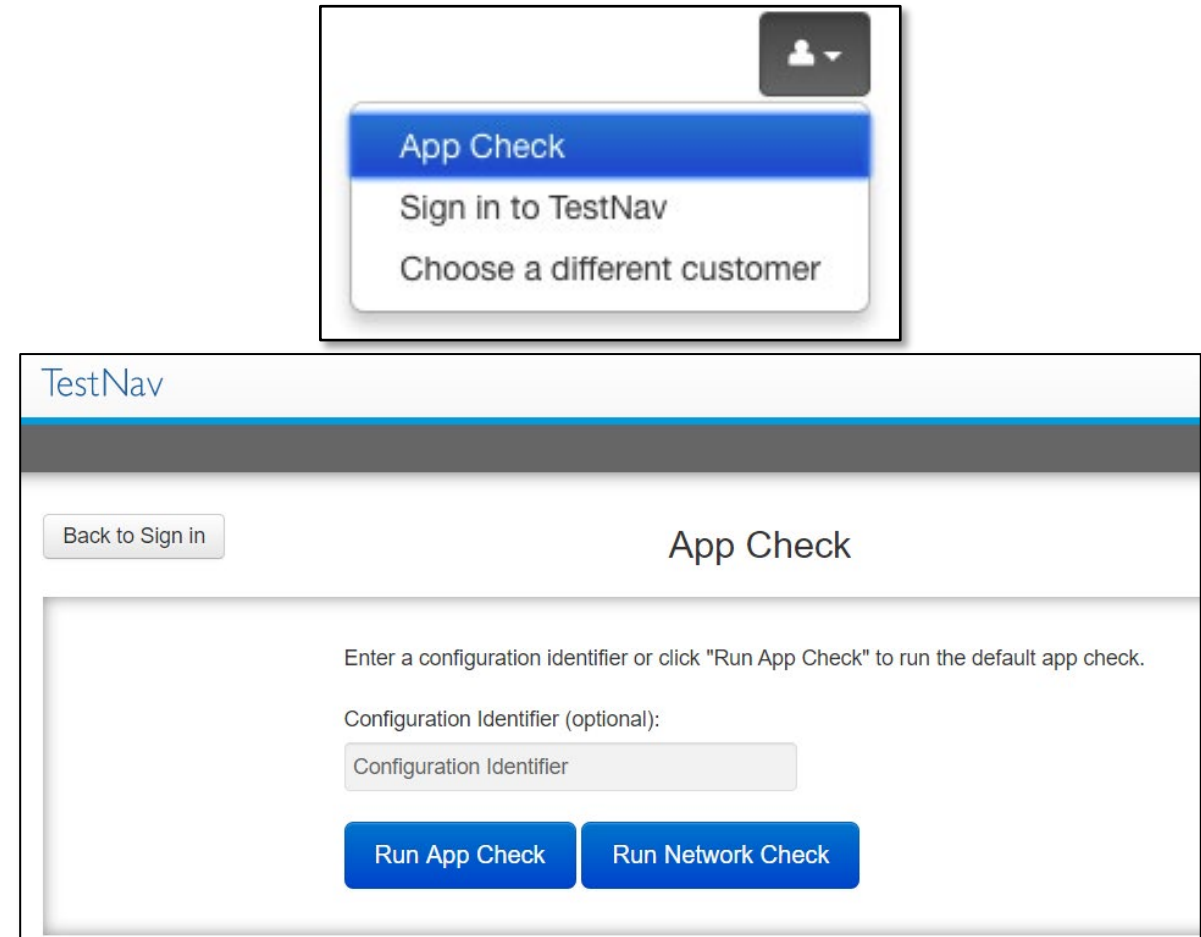 App Check
Sign in to TestNav
Choose a different customer
TestNav
Back to Sign in
App Check
Enter a configuration identifier or click "Run App Check" to run the default app check.
Configuration Identifier (optional):
Configuration Identifier
Run App Check
Run Network Check